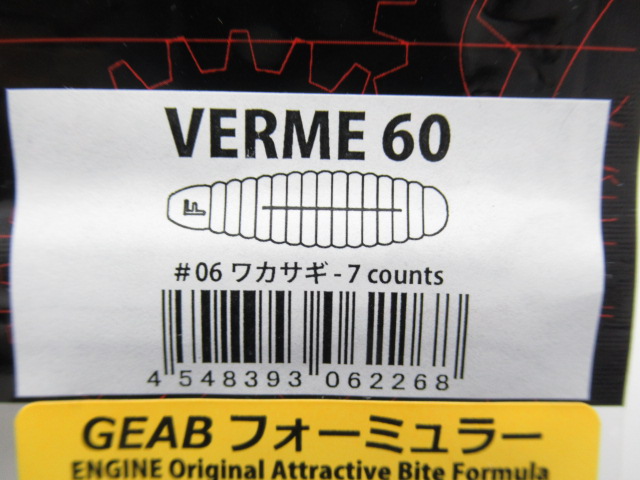 VERME 60
F
#06 ワカサギ - 7 counts
4 548393 062268
GEAB フォーミュラー
ENGINE Original Attractive Bite Formula